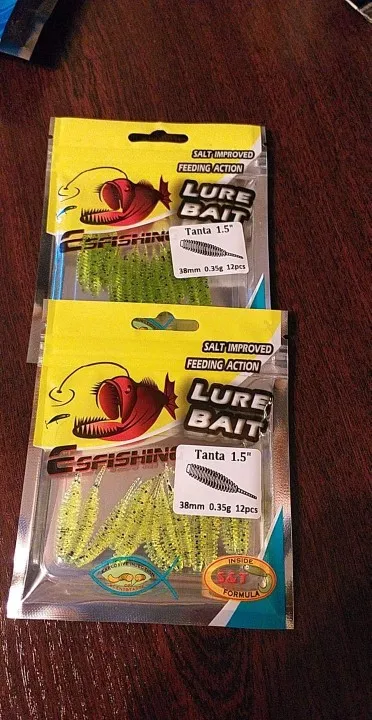 SALT IMPROVED
FEEDING ACTION
LURE
BAIT
ESFISHING
Tanta 1.5"
38mm 0.35g 12pcs
SALT IMPROVED
FEEDING ACTION
LURE
BAIT
ESFISHING
Tanta 1.5"
38mm 0.35g 12pcs
INSIDE
S&T
FORMULA